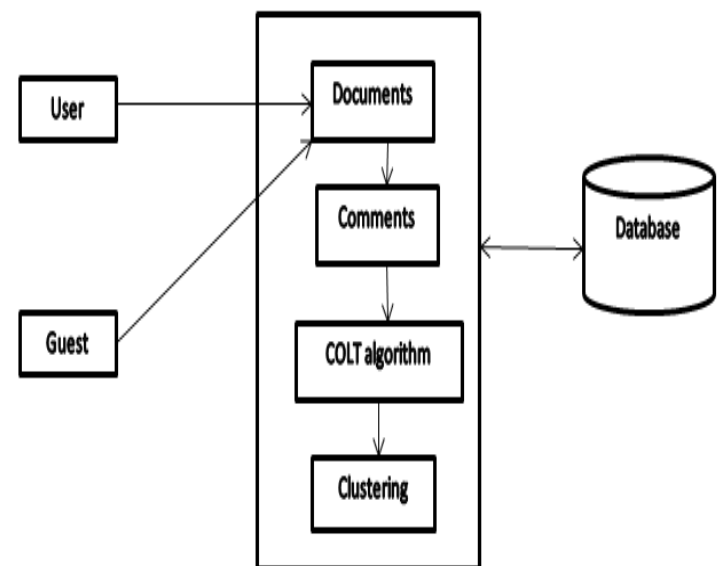 User
Guest
Documents
Comments
COLT algorithm
Clustering
Database